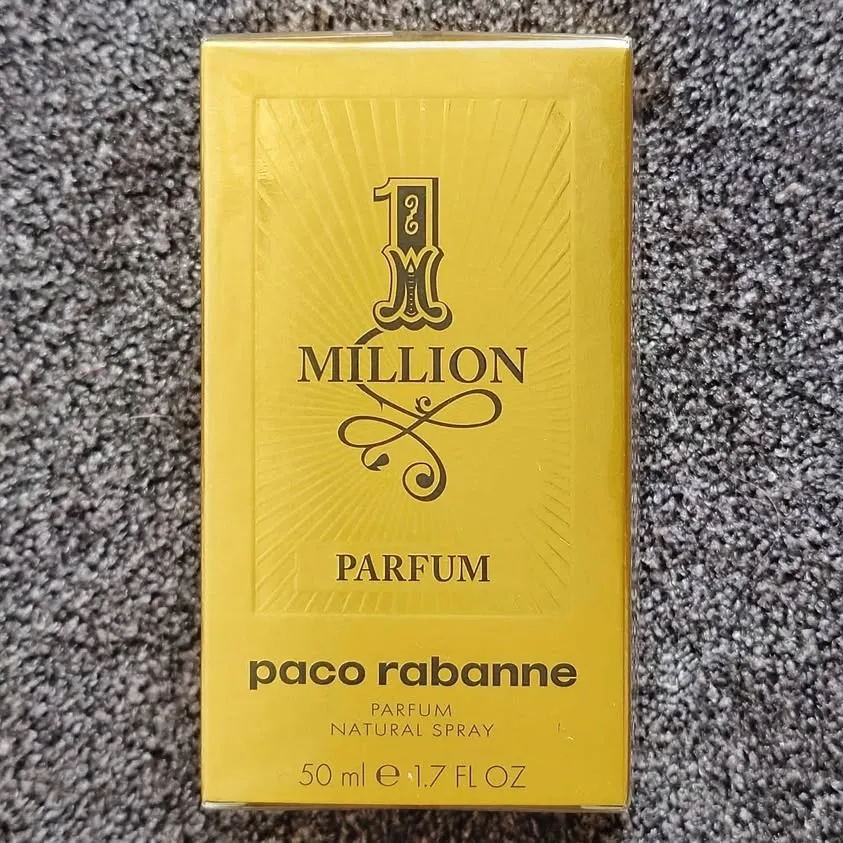 1
MILLION
PARFUM
paco rabanne
PARFUM
NATURAL SPRAY
50 ml ℮ 1.7 FL OZ